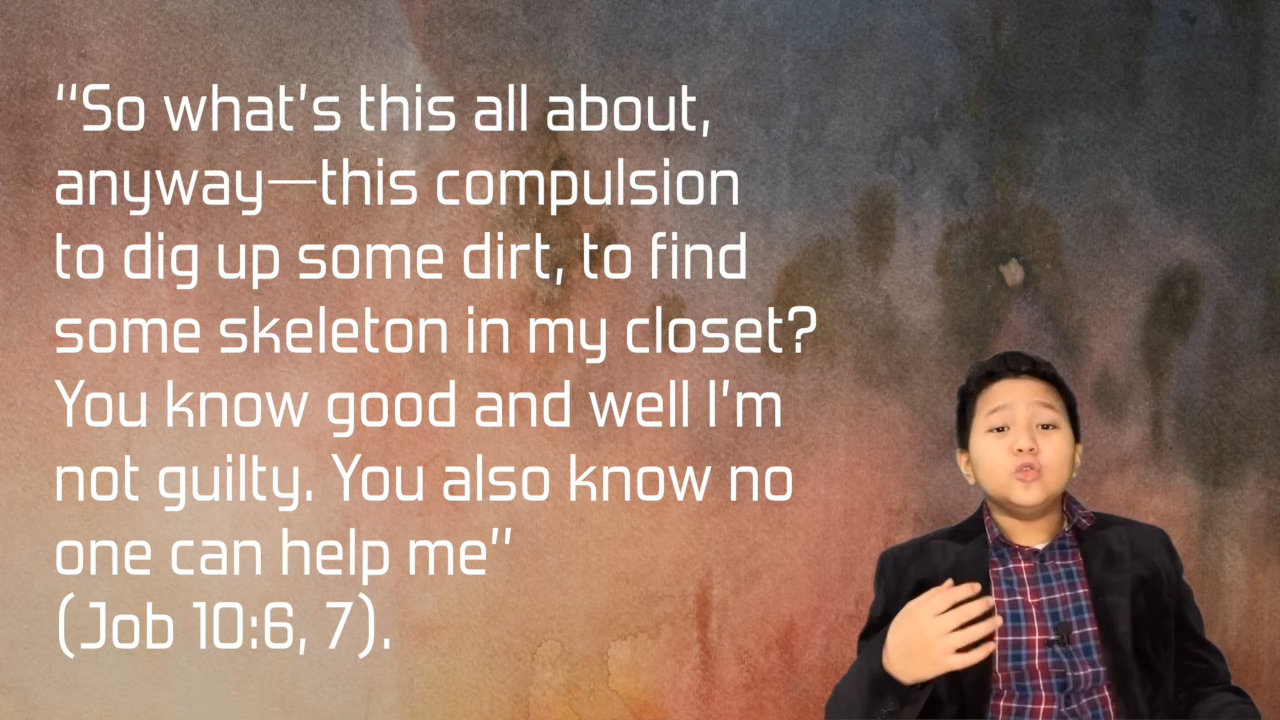 "So what's this all about,
anyway—this compulsion
to dig up some dirt, to find
some skeleton in my closet?
You know good and well I'm
not guilty. You also know no
one can help me"
(Job 10:6, 7).